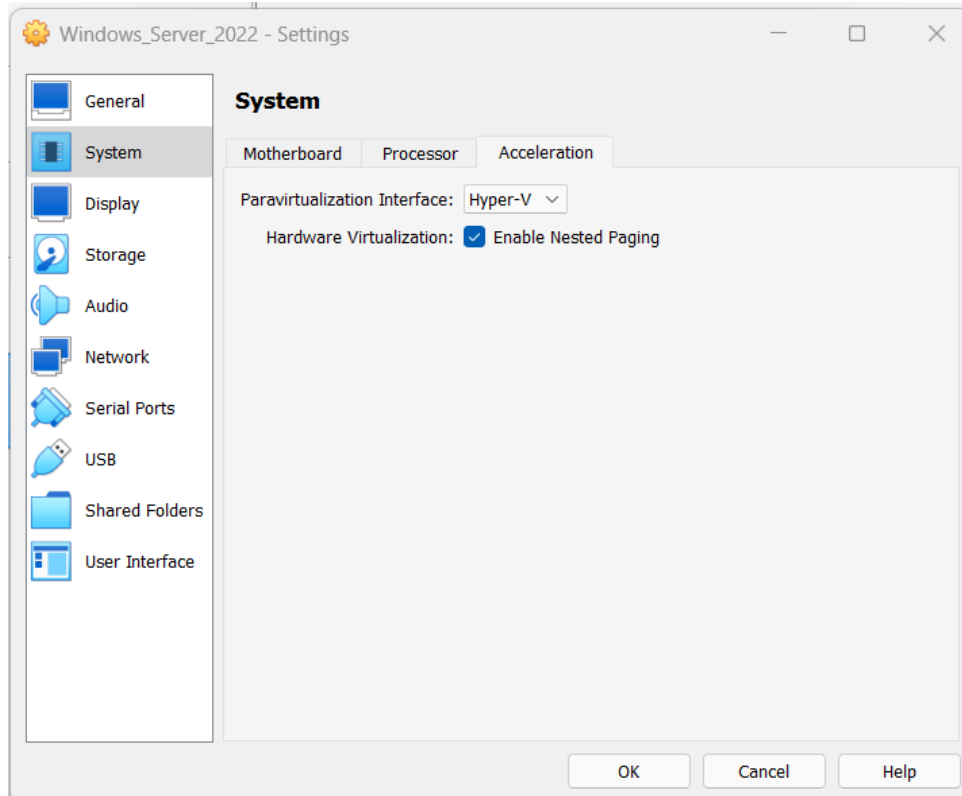 Windows_Server_2022 - Settings
General
System
Display
Storage
Audio
Network
Serial Ports
USB
Shared Folders
User Interface
System
Motherboard Processor Acceleration
Paravirtualization Interface: Hyper-V
Hardware Virtualization: Enable Nested Paging
OK Cancel Help